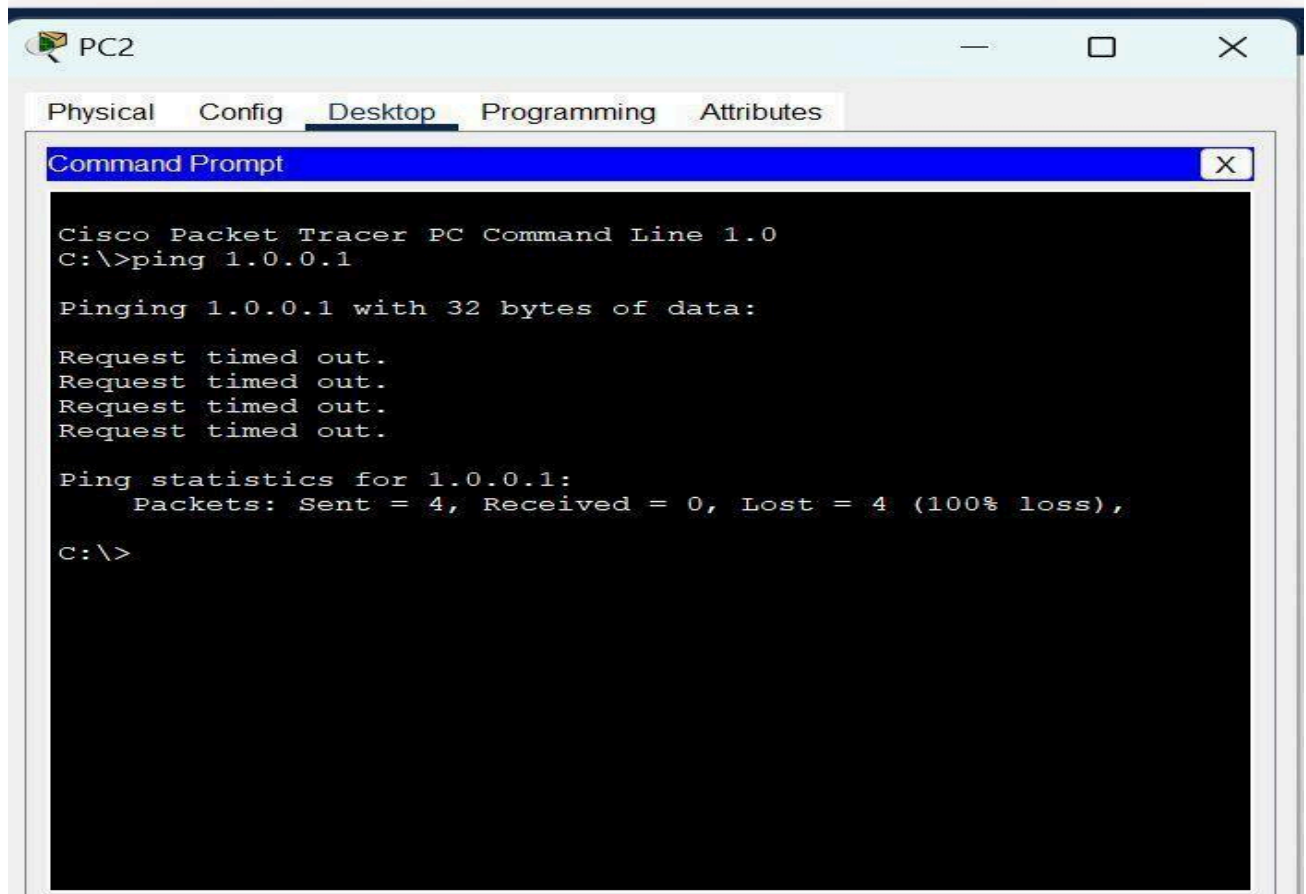 PC2
Physical Config Desktop Programming Attributes
Command Prompt
X
Cisco Packet Tracer PC Command Line 1.0
C:\>ping 1.0.0.1
Pinging 1.0.0.1 with 32 bytes of data:
Request timed out.
Request timed out.
Request timed out.
Request timed out.
Ping statistics for 1.0.0.1:
Packets: Sent = 4, Received = 0, Lost = 4 (100% loss),
C:\>